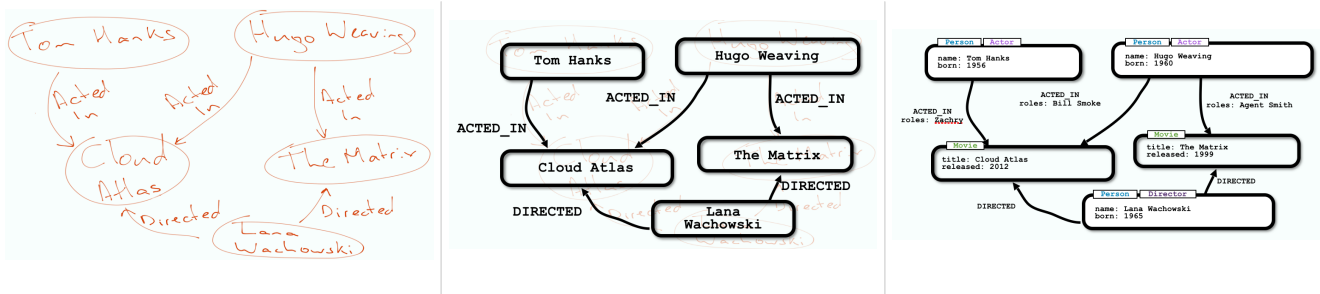 Tom Hanks
Hugo Weaving
Acted
In
Acted
In
Acted
In
Cloud
Atlas
The Matrix
Directed
Directed
Lana
Wachowski
Tom Hanks
Hugo Weaving
ACTED_IN
ACTED_IN
ACTED_IN
Cloud Atlas
The Matrix
DIRECTED
DIRECTED
Lana
Wachowski
Person Actor
name: Tom Hanks
born: 1956
Person Actor
name: Hugo Weaving
born: 1960
ACTED_IN
roles: Zachry
ACTED_IN
roles: Bill Smoke
ACTED_IN
roles: Agent Smith
Movie
title: Cloud Atlas
released: 2012
Movie
title: The Matrix
released: 1999
DIRECTED
DIRECTED
Person Director
name: Lana Wachowski
born: 1965